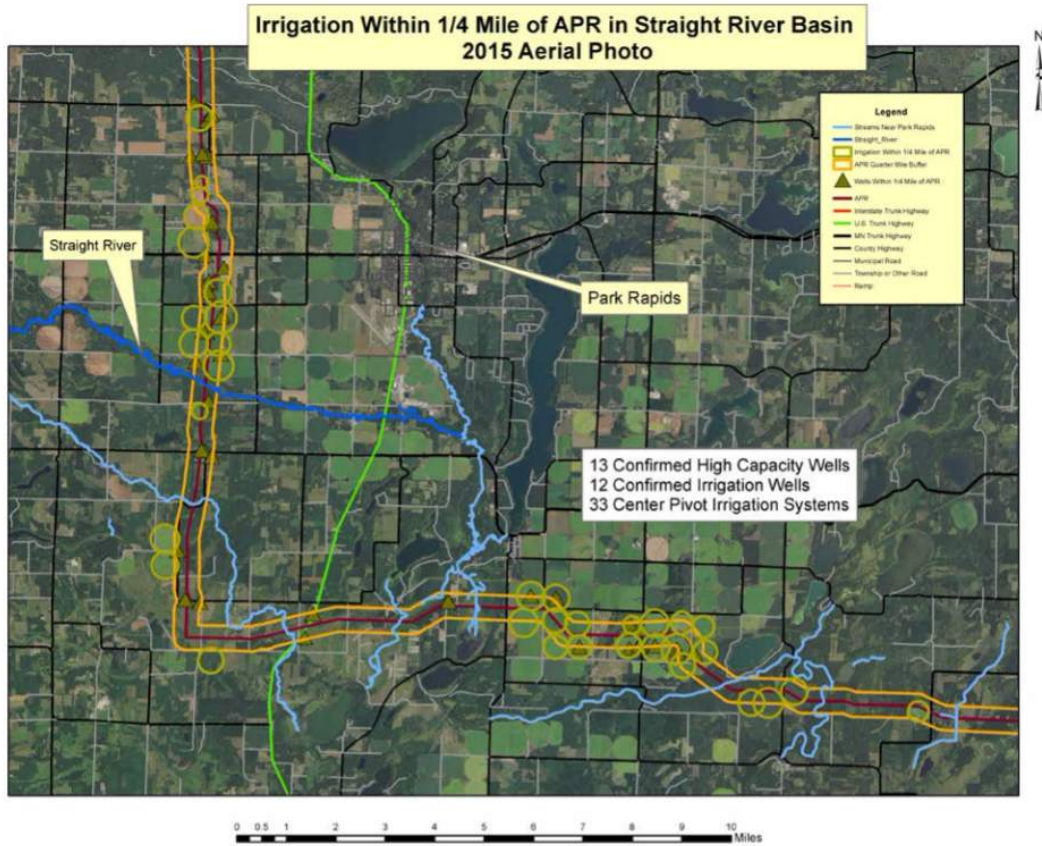 Irrigation Within 1/4 Mile of APR in Straight River Basin
2015 Aerial Photo
N
Legend
Streams Near Park Rapids
Straight_River
Irrigation Within 1/4 Mile of APR
APR Quarter Mile Buffer
Wells Within 1/4 Mile of APR
APR
Interstate Trunk Highway
U.S. Trunk Highway
MN Trunk Highway
County Highway
Municipal Road
Township or Other Road
Ramp
Straight River
Park Rapids
13 Confirmed High Capacity Wells
12 Confirmed Irrigation Wells
33 Center Pivot Irrigation Systems
0 0.5 1 2 3 4 5 6 7 8 9 10
Miles